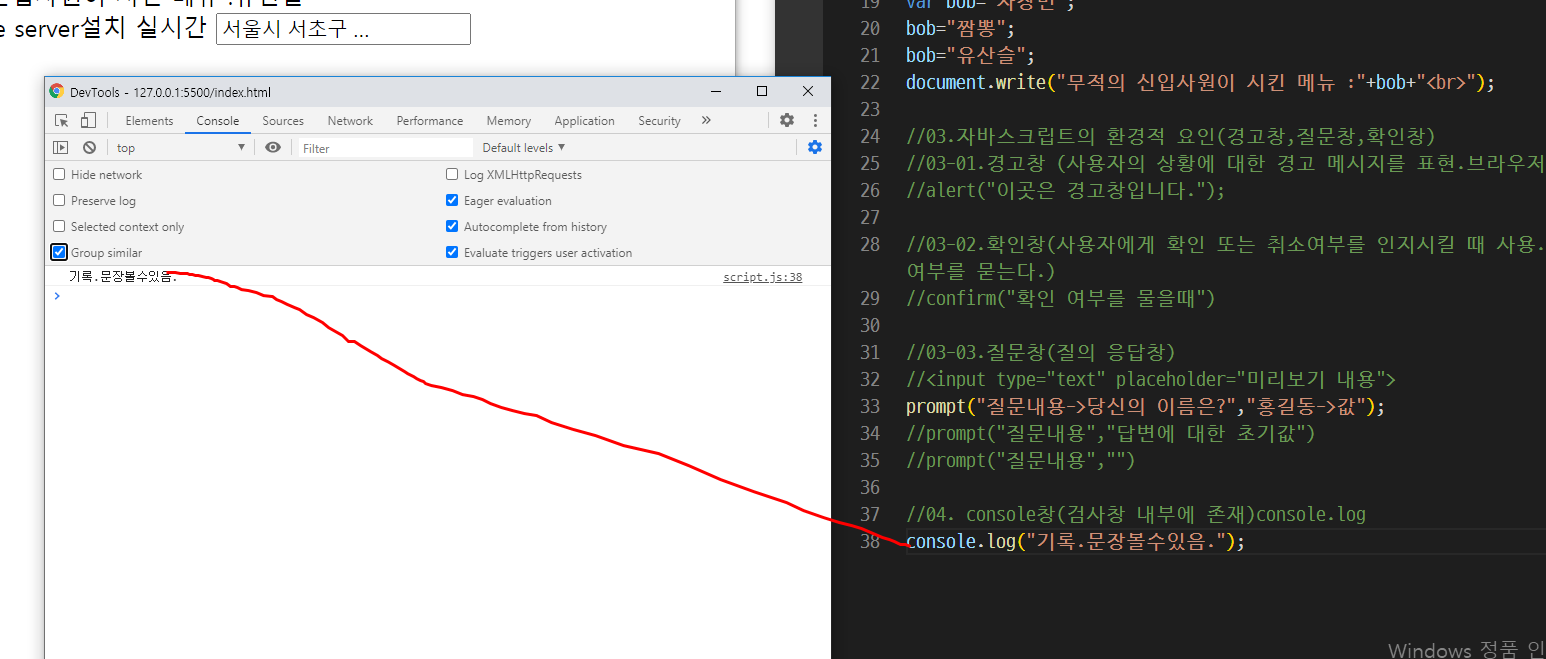 시킨 메뉴 :유산슬
e server설치 실시간 서울시 서초구 ...
DevTools - 127.0.0.1:5500/index.html
Elements Console Sources Network Performance Memory Application Security »
top Filter Default levels ▼
Hide network Log XMLHttpRequests
Preserve log Eager evaluation
Selected context only Autocomplete from history
Group similar Evaluate triggers user activation
기록.문장볼수있음. script.js:38
>
19 var bob="자장면";
20 bob="짬뽕";
21 bob="유산슬";
22 document.write("무적의 신입사원이 시킨 메뉴 :"+bob+"<br>");
23
24 //03.자바스크립트의 환경적 요인(경고창,질문창,확인창)
25 //03-01.경고창 (사용자의 상황에 대한 경고 메시지를 표현.브라우저
26 //alert("이곳은 경고창입니다.");
27
28 //03-02.확인창(사용자에게 확인 또는 취소여부를 인지시킬 때 사용.
여부를 묻는다.)
29 //confirm("확인 여부를 물을때")
30
31 //03-03.질문창(질의 응답창)
32 //<input type="text" placeholder="미리보기 내용">
33 prompt("질문내용->당신의 이름은?","홍길동->값");
34 //prompt("질문내용","답변에 대한 초기값")
35 //prompt("질문내용","")
36
37 //04. console창(검사창 내부에 존재)console.log
38 console.log("기록.문장볼수있음.");
Windows 정품 인